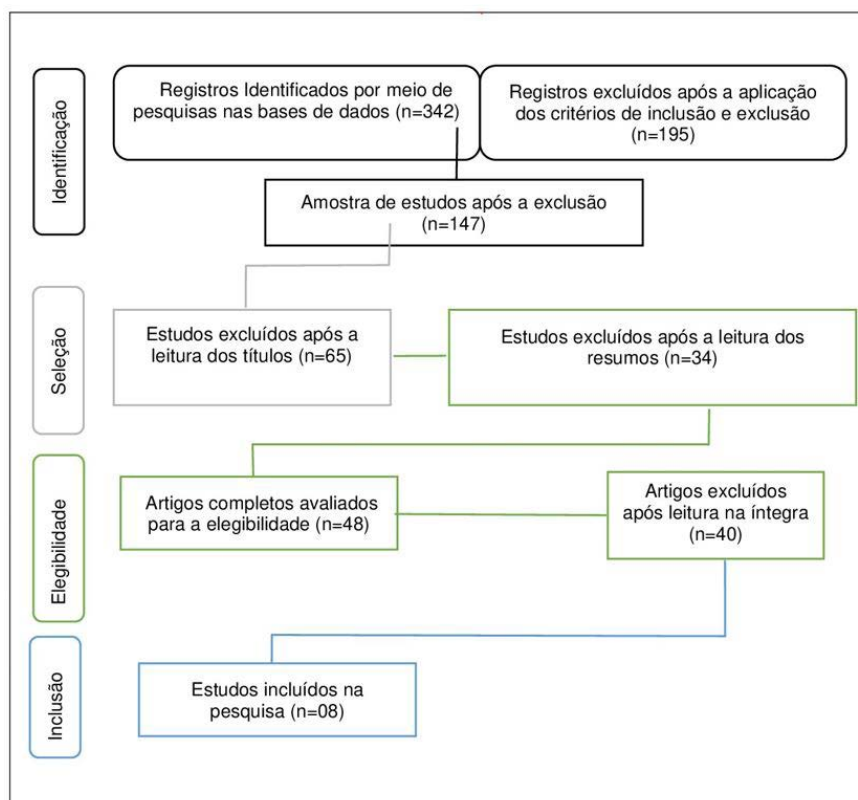 Identificação
Registros Identificados por meio de
pesquisas nas bases de dados (n=342)
Registros excluídos após a aplicação
dos critérios de inclusão e exclusão
(n=195)
Amostra de estudos após a exclusão
(n=147)
Seleção
Estudos excluídos após a
leitura dos títulos (n=65)
Estudos excluídos após a leitura dos
resumos (n=34)
Elegibilidade
Artigos completos avaliados
para a elegibilidade (n=48)
Artigos excluídos
após leitura na íntegra
(n=40)
Inclusão
Estudos incluídos na
pesquisa (n=08)